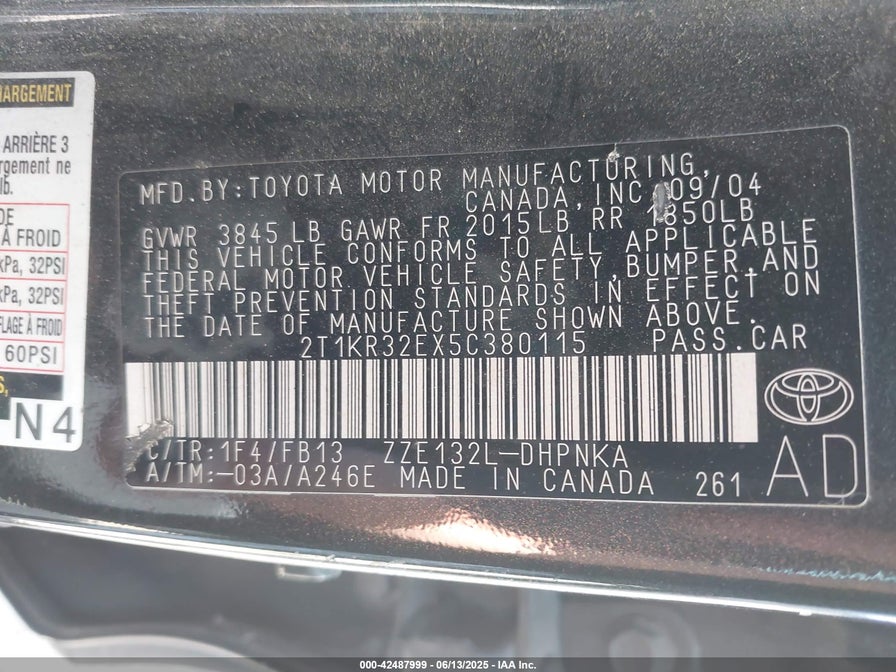 HARGEMENT
ARRIÈRE 3
argement ne
lb.
DE
À FROID
kPa, 32PSI
kPa, 32PSI
FLAGE À FROID
60PSI
S,
N4
MFD.BY:TOYOTA MOTOR MANUFACTURING,
CANADA,INC. 09/04
GVWR 3845 LB GAWR FR 2015LB RR 1850LB
THIS VEHICLE CONFORMS TO ALL APPLICABLE
FEDERAL MOTOR VEHICLE SAFETY,BUMPER,AND
THEFT PREVENTION STANDARDS IN EFFECT ON
THE DATE OF MANUFACTURE SHOWN ABOVE.
2T1KR32EX5C380115 PASS.CAR
C/TR:1F4/FB13 ZZE132L-DHPNKA
A/TM:-03A/A246E MADE IN CANADA 261
AD
000-42487999 - 06/13/2025 - IAA Inc.